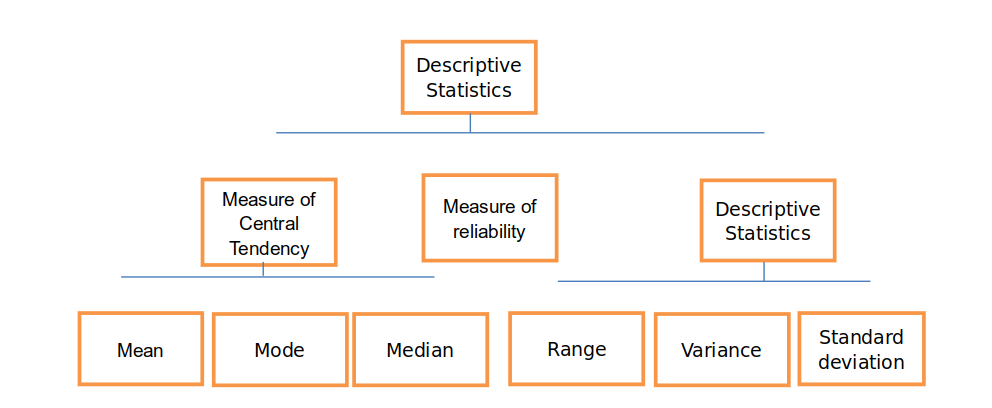 Descriptive
Statistics
Measure of
Central
Tendency
Measure of
reliability
Descriptive
Statistics
Mean
Mode
Median
Range
Variance
Standard
deviation